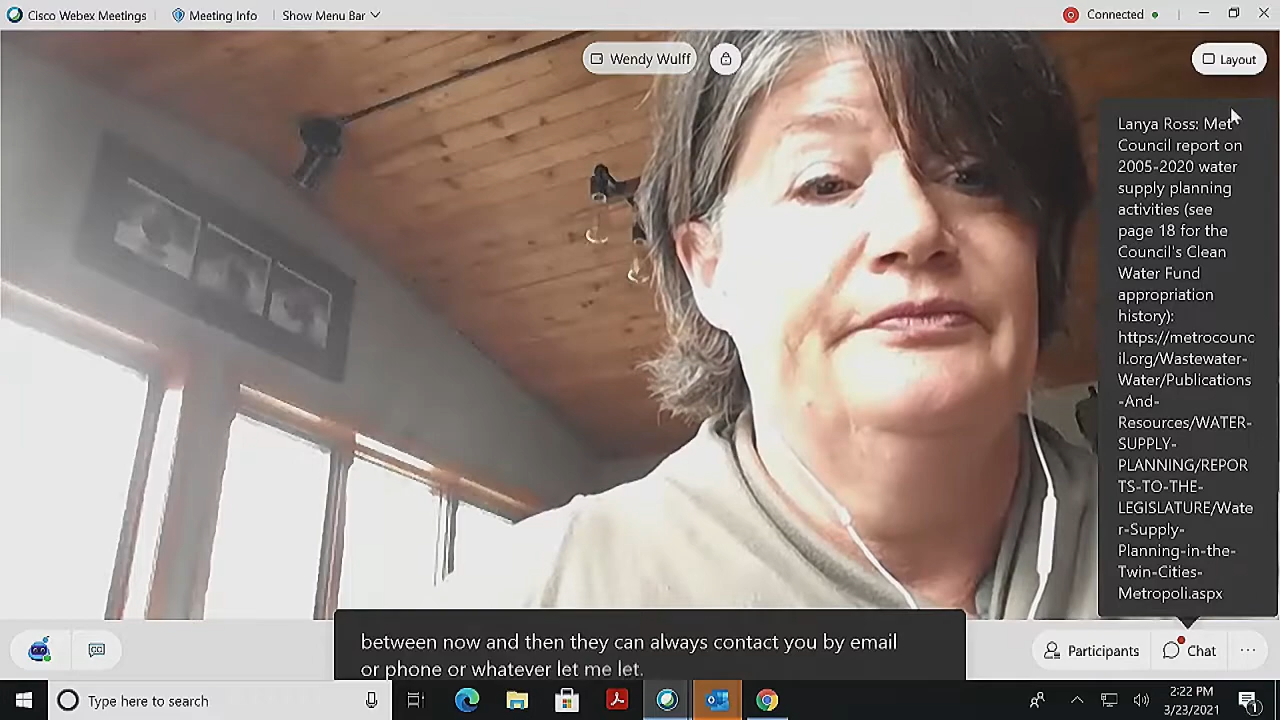 Cisco Webex Meetings
Meeting Info
Show Menu Bar
Connected
Wendy Wulff
Layout
Lanya Ross: Met
Council report on
2005-2020 water
supply planning
activities (see
page 18 for the
Council's Clean
Water Fund
appropriation
history):
https://metrocounc
il.org/Wastewater-
Water/Publications
-And-
Resources/WATER-
SUPPLY-
PLANNING/REPOR
TS-TO-THE-
LEGISLATURE/Wate
r-Supply-
Planning-in-the-
Twin-Cities-
Metropoli.aspx
between now and then they can always contact you by email
or phone or whatever let me let.
Participants
Chat
Type here to search
2:22 PM
3/23/2021
1